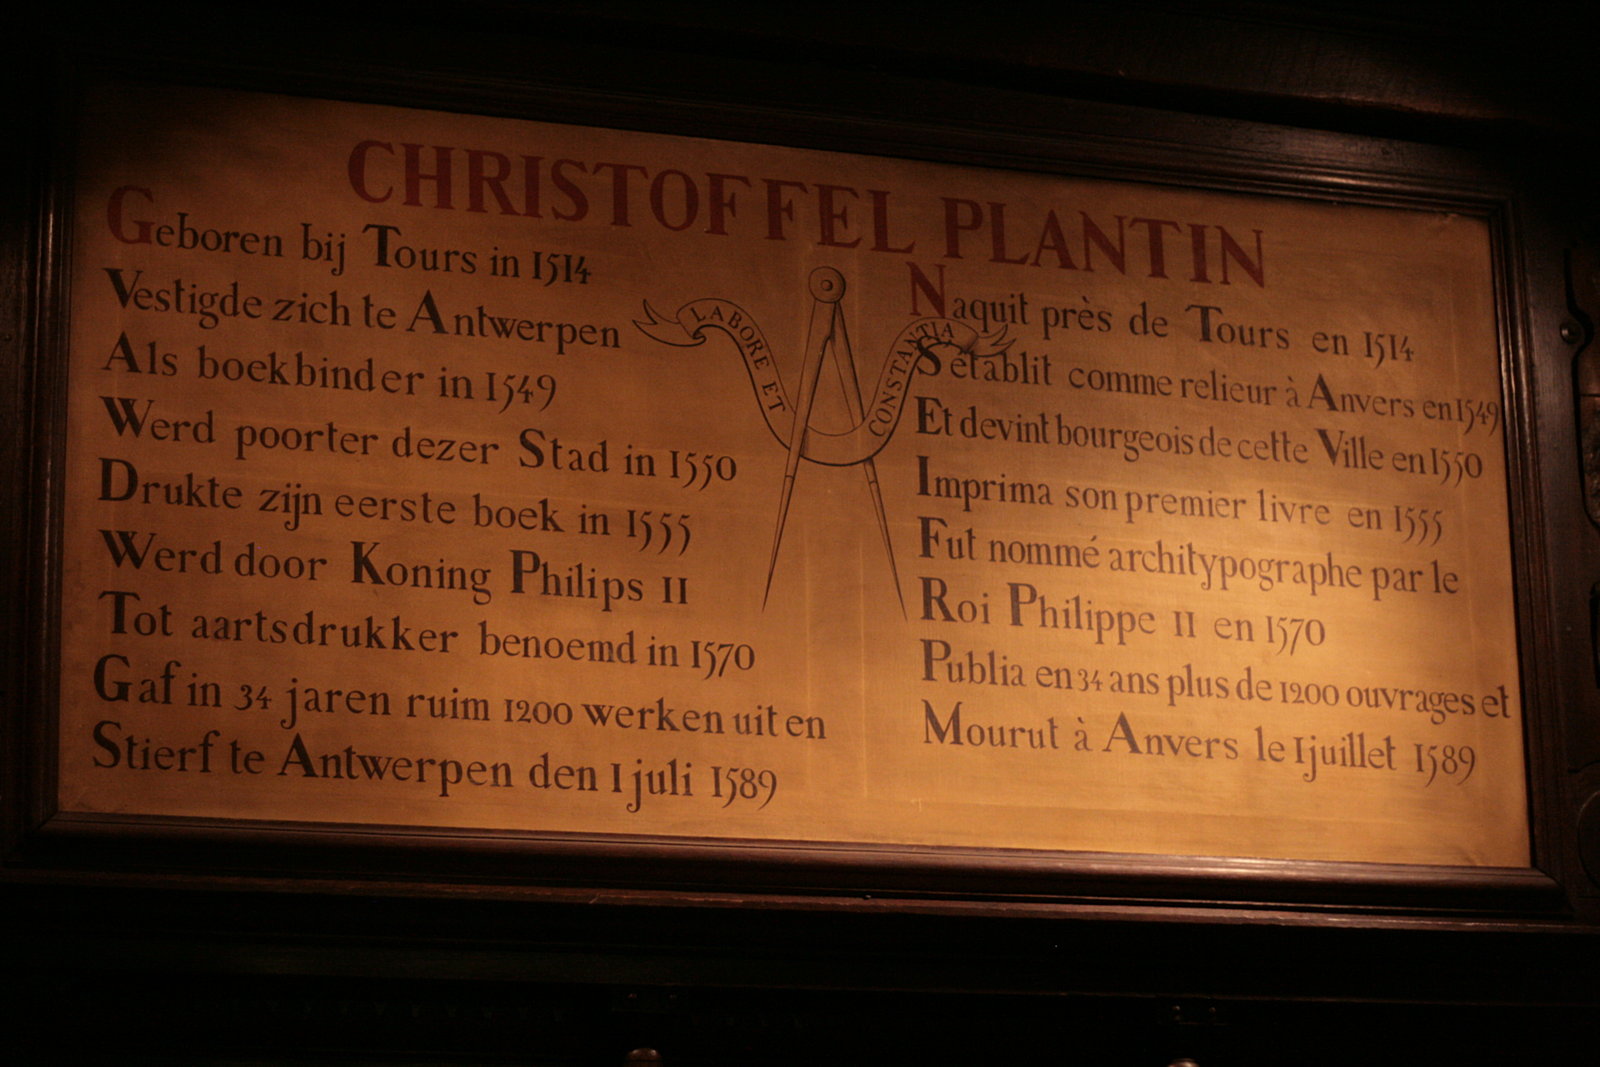 CHRISTOFFEL PLANTIN
Geboren bij Tours in 1514
Vestigde zich te Antwerpen
Als boekbinder in 1549
Werd poorter dezer Stad in 1550
Drukte zijn eerste boek in 1555
Werd door Koning Philips II
Tot aartsdrukker benoemd in 1570
Gaf in 34 jaren ruim 1200 werken uit en
Stierf te Antwerpen den 1 juli 1589
LABORE ET CONSTANTIA
Naquit près de Tours en 1514
S'établit comme relieur à Anvers en 1549
Et devint bourgeois de cette Ville en 1550
Imprima son premier livre en 1555
Fut nommé architypographe par le
Roi Philippe II en 1570
Publia en 34 ans plus de 1200 ouvrages et
Mourut à Anvers le 1 juillet 1589